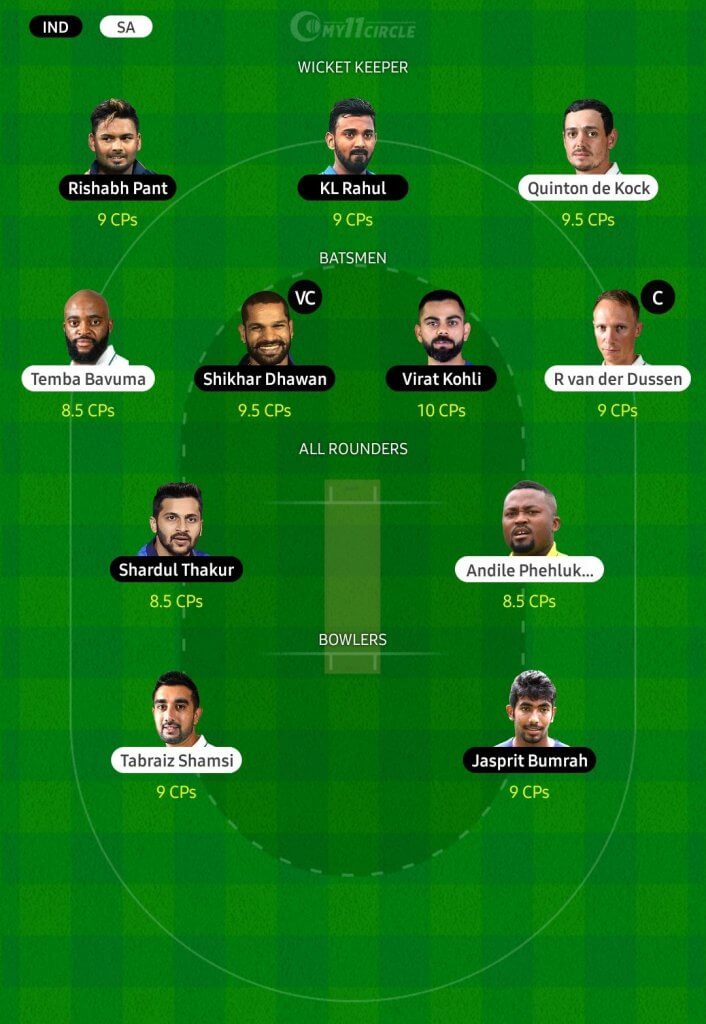 IND SA MY11CIRCLE
WICKET KEEPER
Rishabh Pant KL Rahul Quinton de Kock
9 CPs 9 CPs 9.5 CPs
BATSMEN
VC C
Temba Bavuma Shikhar Dhawan Virat Kohli R van der Dussen
8.5 CPs 9.5 CPs 10 CPs 9 CPs
ALL ROUNDERS
Shardul Thakur Andile Phehluk...
8.5 CPs 8.5 CPs
BOWLERS
Tabraiz Shamsi Jasprit Bumrah
9 CPs 9 CPs